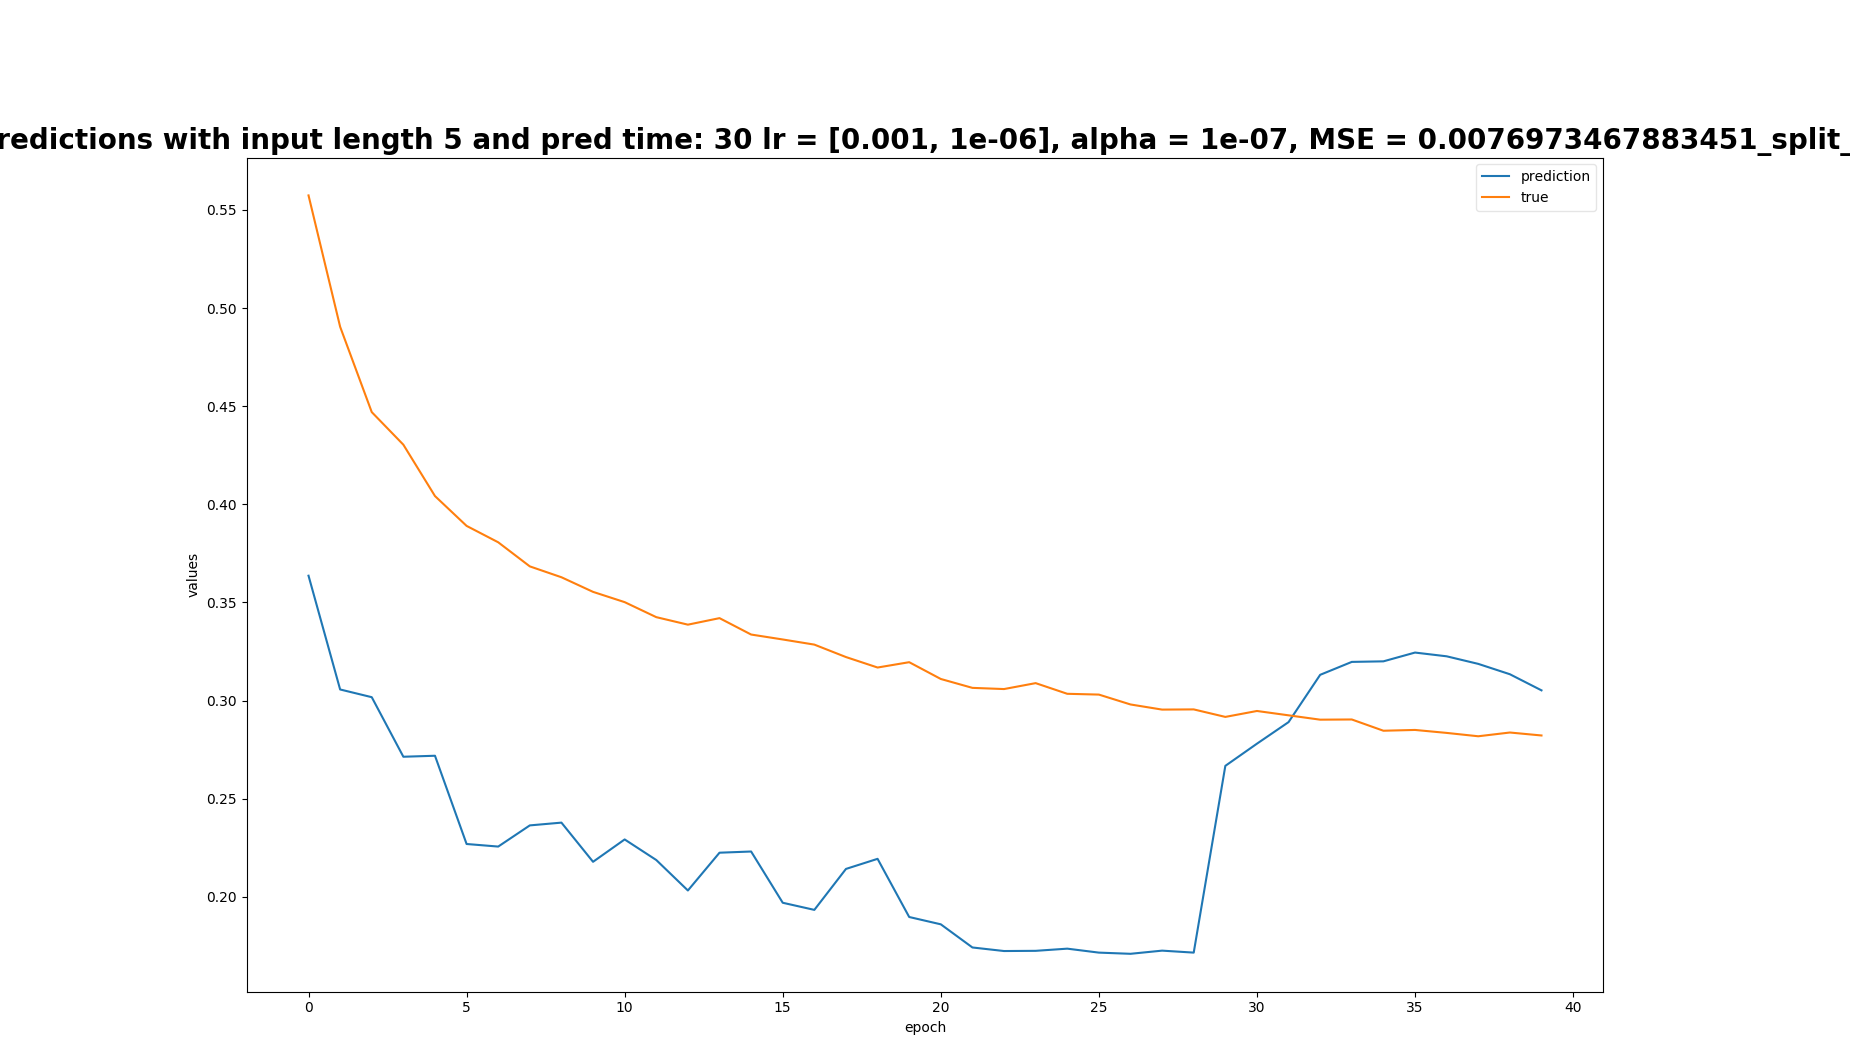 redictions with input length 5 and pred time: 30 lr = [0.001, 1e-06], alpha = 1e-07, MSE = 0.0076973467883451_split_
prediction
true
0.55
0.50
0.45
0.40
0.35
0.30
0.25
0.20
values
0 5 10 15 20 25 30 35 40
epoch